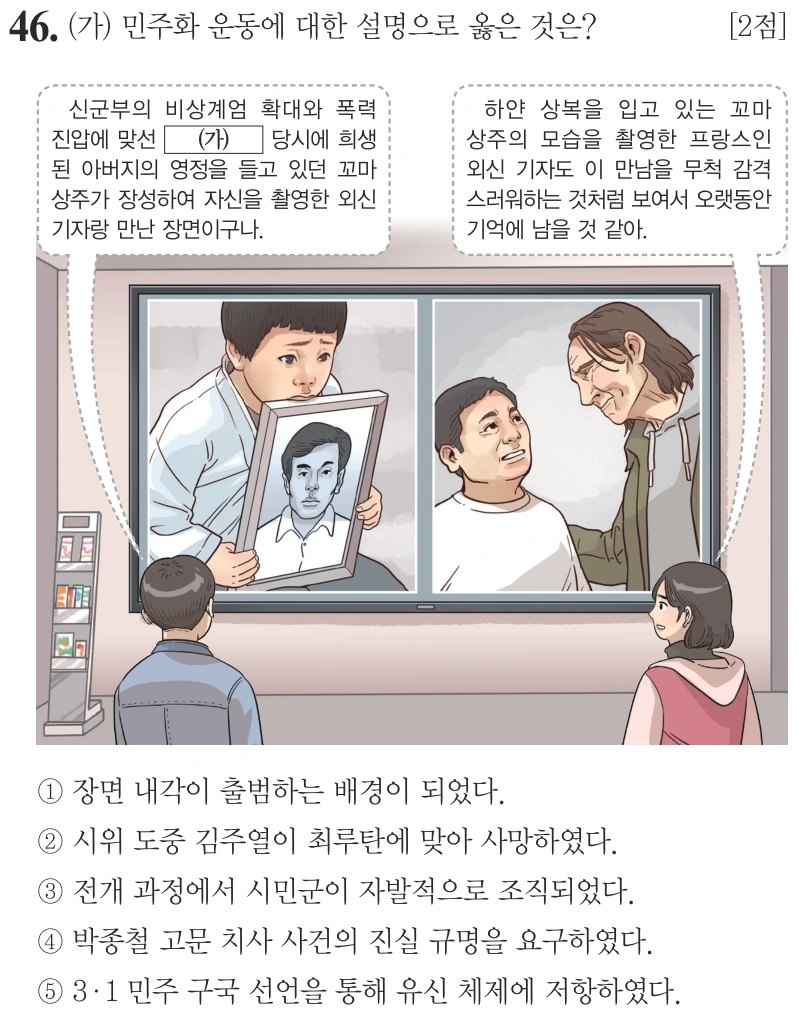 46. (가) 민주화 운동에 대한 설명으로 옳은 것은? [2점]
신군부의 비상계엄 확대와 폭력
진압에 맞선 (가) 당시에 희생
된 아버지의 영정을 들고 있던 꼬마
상주가 장성하여 자신을 촬영한 외신
기자랑 만난 장면이구나.
하얀 상복을 입고 있는 꼬마
상주의 모습을 촬영한 프랑스인
외신 기자도 이 만남을 무척 감격
스러워하는 것처럼 보여서 오랫동안
기억에 남을 것 같아.
① 장면 내각이 출범하는 배경이 되었다.
② 시위 도중 김주열이 최루탄에 맞아 사망하였다.
③ 전개 과정에서 시민군이 자발적으로 조직되었다.
④ 박종철 고문 치사 사건의 진실 규명을 요구하였다.
⑤ 3·1 민주 구국 선언을 통해 유신 체제에 저항하였다.